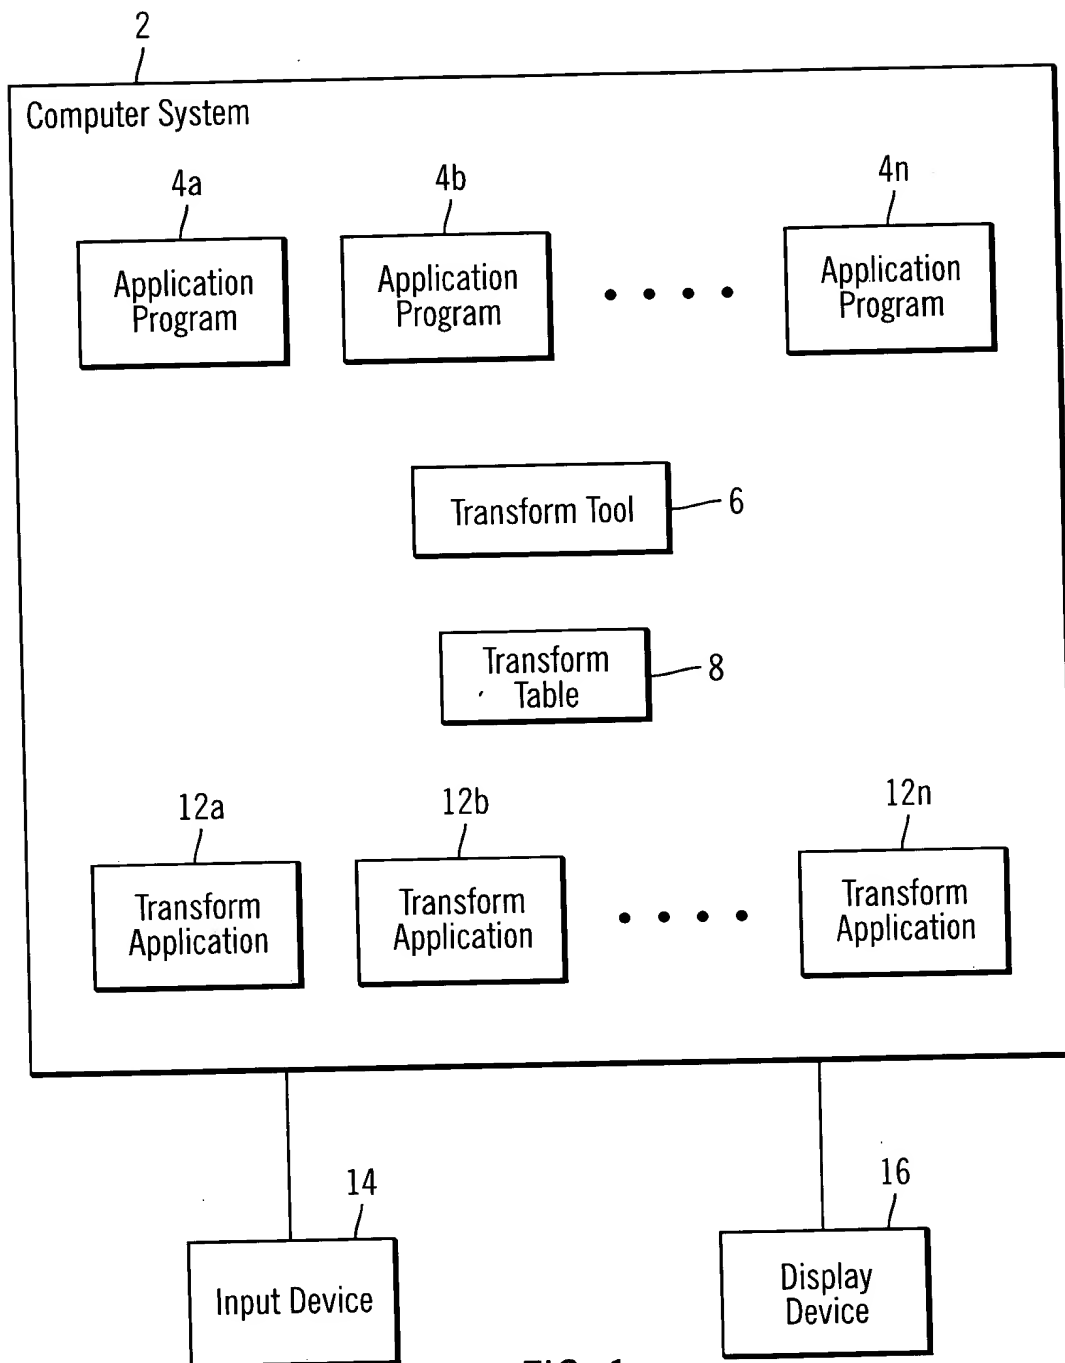 2
Computer System
4a
4b
4n
Application
Program
Application
Program
Application
Program
Transform Tool
6
Transform
Table
8
12a
12b
12n
Transform
Application
Transform
Application
Transform
Application
14
16
Input Device
Display
Device